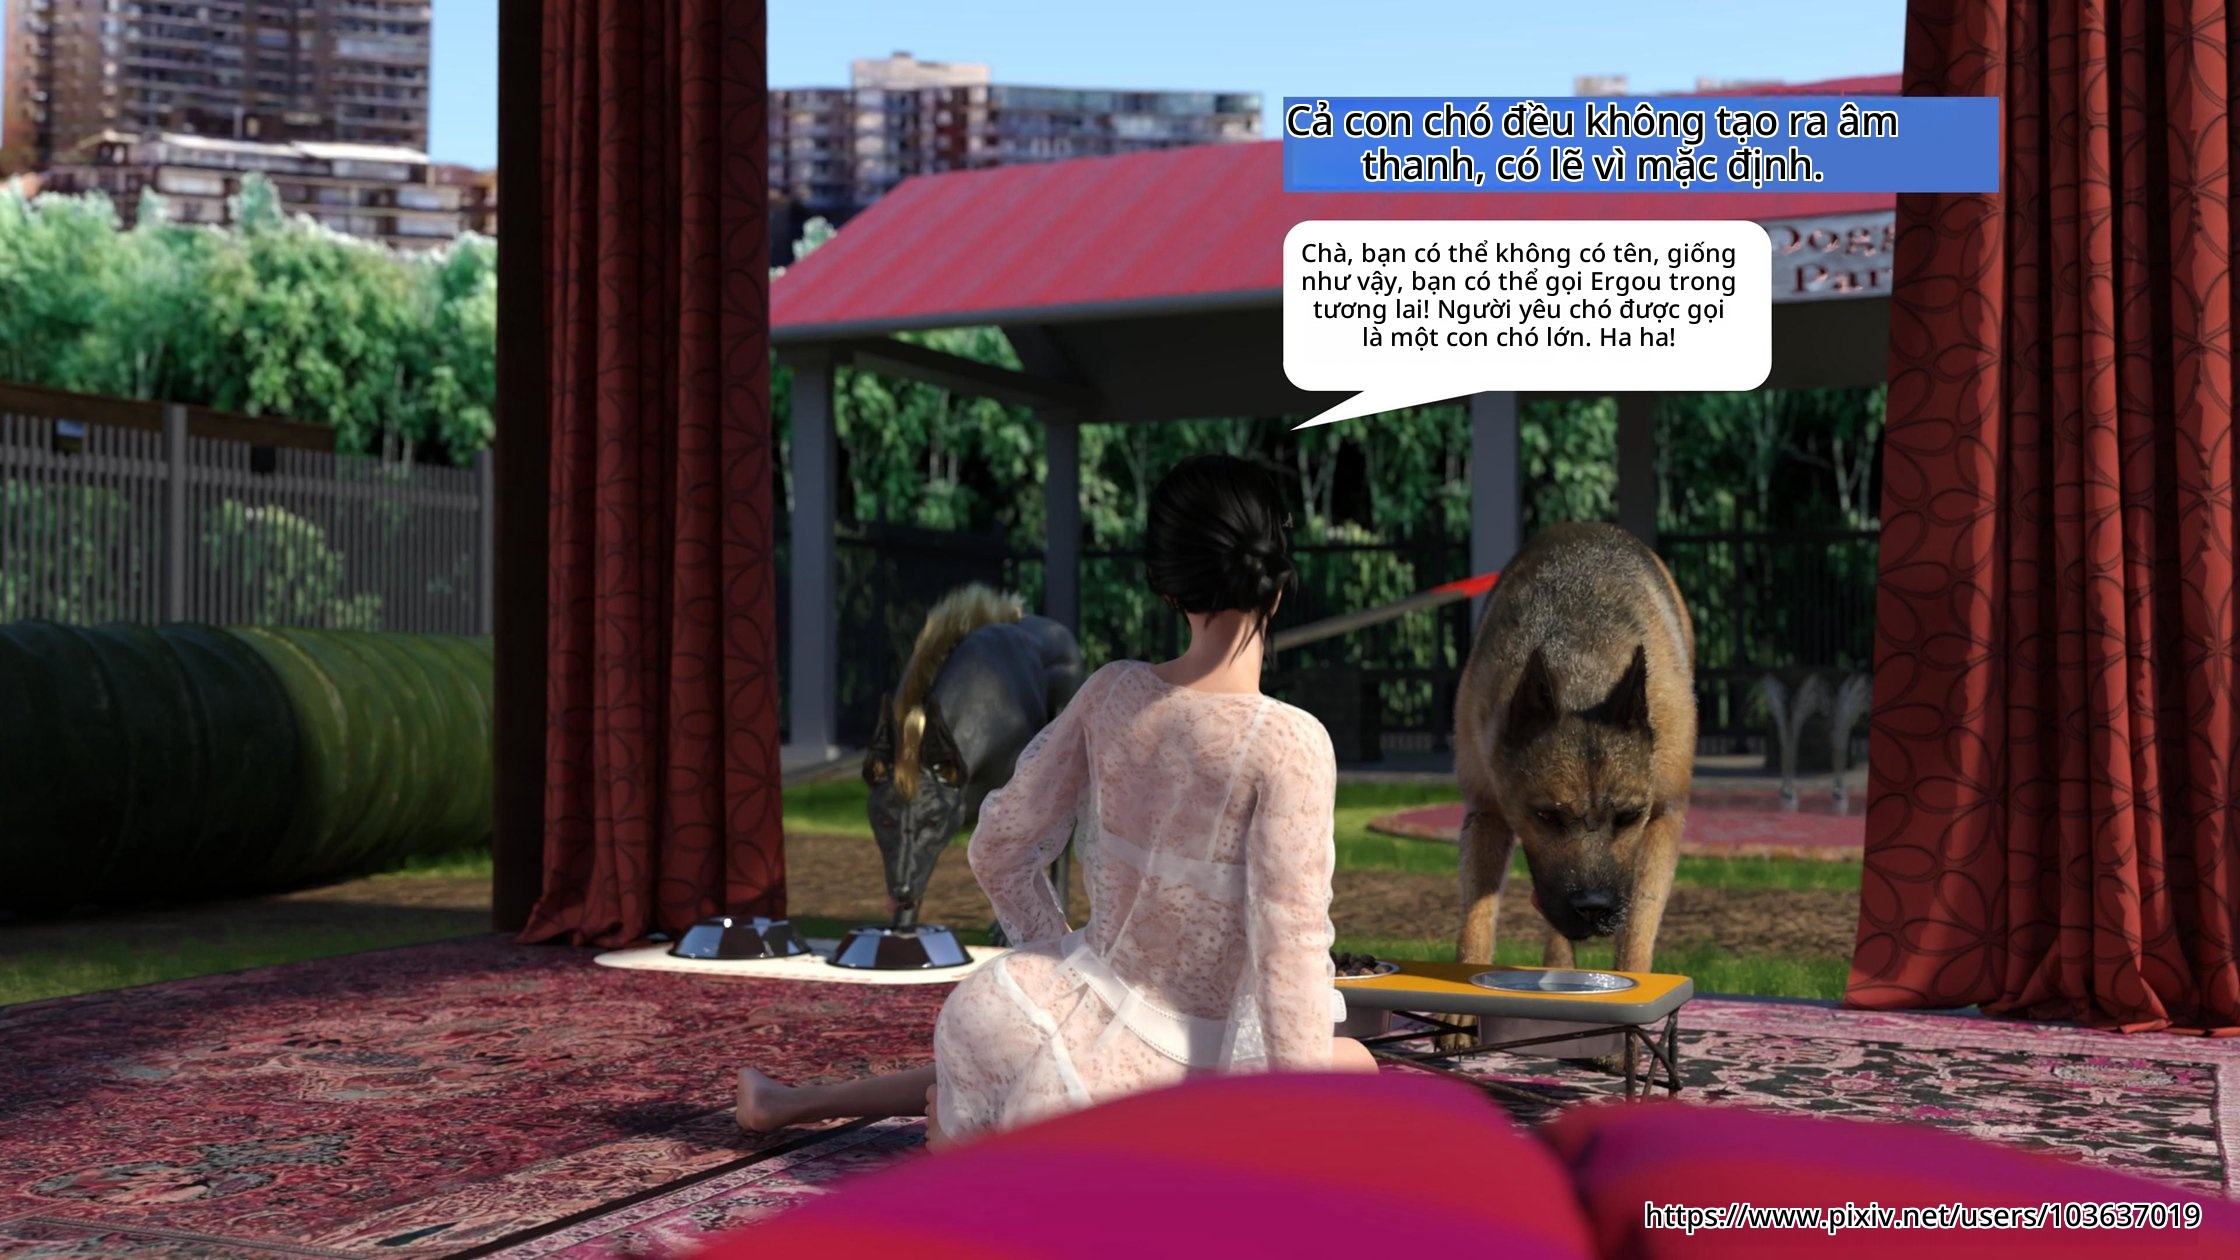 Cả con chó đều không tạo ra âm
thanh, có lẽ vì mặc định.
Chà, bạn có thể không có tên, giống
như vậy, bạn có thể gọi Ergou trong
tương lai! Người yêu chó được gọi
là một con chó lớn. Ha ha!
https://www.pixiv.net/users/103637019